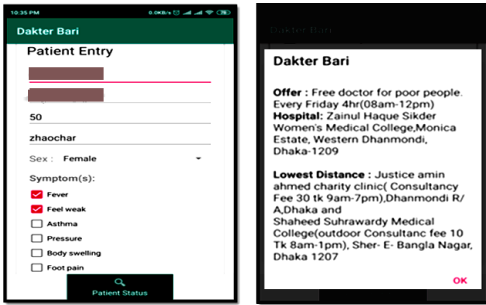 10:35 PM
0.0KB/s
Dakter Bari
Patient Entry
50
zhaochar
Sex : Female
Symptom(s):
Fever
Feel weak
Asthma
Pressure
Body swelling
Foot pain
Patient Status
Dakter Bari
Dakter Bari
Offer : Free doctor for poor people.
Every Friday 4hr(08am-12pm)
Hospital: Zainul Haque Sikder
Women's Medical College,Monica
Estate, Western Dhanmondi,
Dhaka-1209
Lowest Distance : Justice amin
ahmed charity clinic( Consultancy
Fee 30 tk 9am-7pm),Dhanmondi R/
A,Dhaka and
Shaheed Suhrawardy Medical
College(outdoor Consultanc fee 10
Tk 8am-1pm), Sher- E- Bangla Nagar,
Dhaka 1207
OK